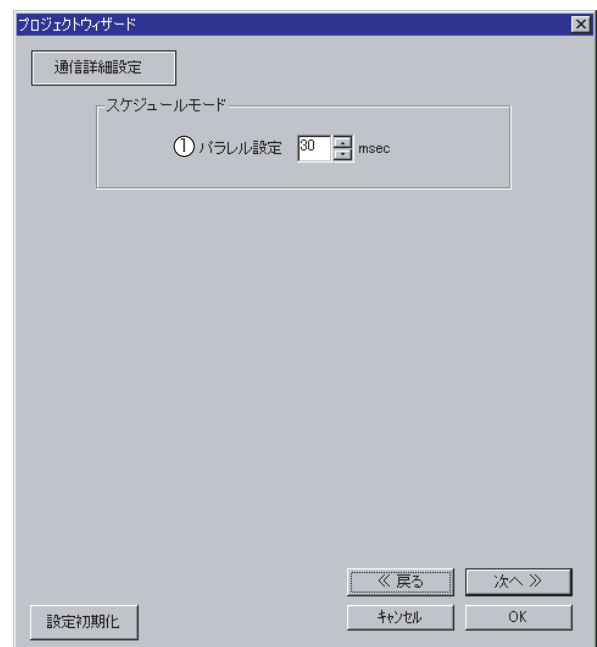 プロジェクトウィザード
通信詳細設定
スケジュールモード
① パラレル設定 30 msec
≪ 戻る 次へ ≫
設定初期化 キャンセル OK